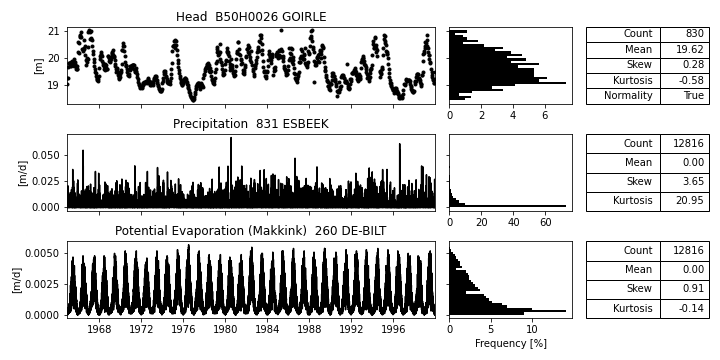 Head  B50H0026 GOIRLE
[m]
21
20
19
0 2 4 6
Count 830
Mean 19.62
Skew 0.28
Kurtosis -0.58
Normality True
Precipitation  831 ESBEEK
[m/d]
0.050
0.025
0.000
0 20 40 60
Count 12816
Mean 0.00
Skew 3.65
Kurtosis 20.95
Potential Evaporation (Makkink)  260 DE-BILT
[m/d]
0.0050
0.0025
0.0000
1968 1972 1976 1980 1984 1988 1992 1996
0 5 10
Frequency [%]
Count 12816
Mean 0.00
Skew 0.91
Kurtosis -0.14